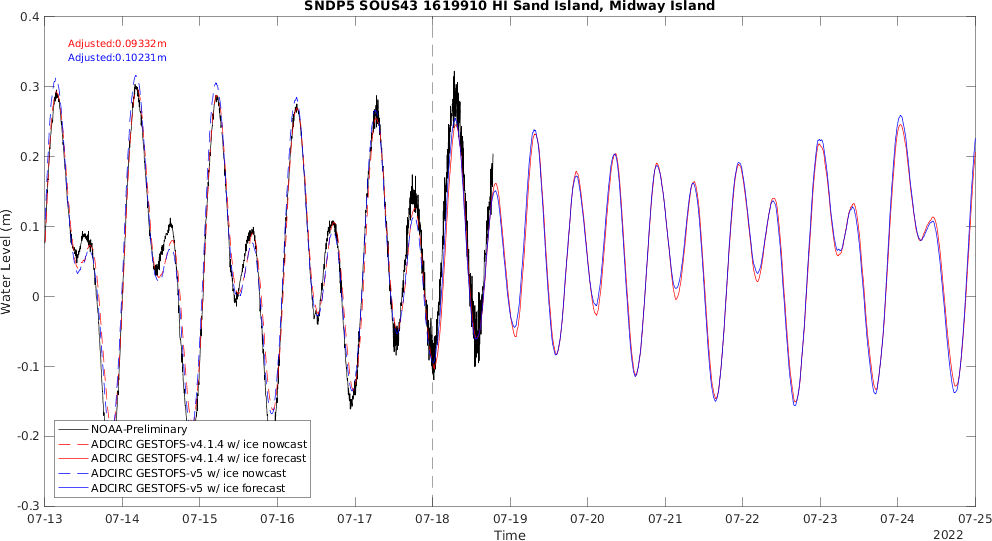 SNDP5 SOUS43 1619910 HI Sand Island, Midway Island
0.4
Adjusted:0.09332m
Adjusted:0.10231m
0.3
0.2
0.1
0
-0.1
-0.2
-0.3
Water Level (m)
NOAA-Preliminary
ADCIRC GESTOFS-v4.1.4 w/ ice nowcast
ADCIRC GESTOFS-v4.1.4 w/ ice forecast
ADCIRC GESTOFS-v5 w/ ice nowcast
ADCIRC GESTOFS-v5 w/ ice forecast
07-13 07-14 07-15 07-16 07-17 07-18 07-19 07-20 07-21 07-22 07-23 07-24 07-25
Time
2022